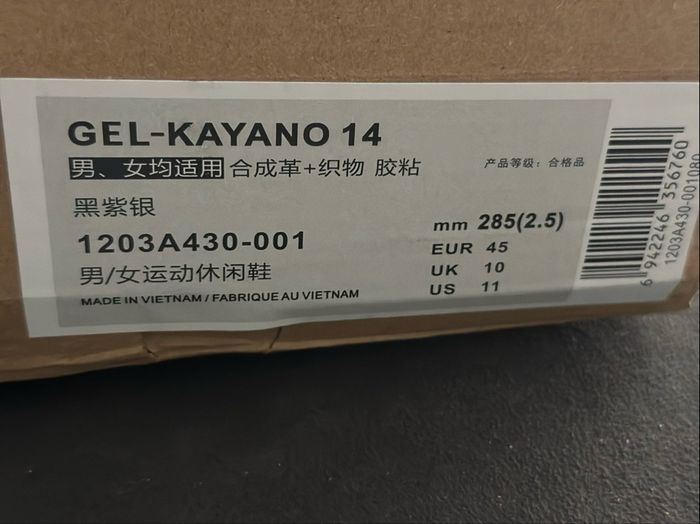 GEL-KAYANO 14
男、女均适用 合成革+织物 胶粘
产品等级：合格品
黑紫银
mm 285(2.5)
1203A430-001
EUR 45
男/女运动休闲鞋
UK 10
US 11
MADE IN VIETNAM / FABRIQUE AU VIETNAM
6 942246 356760